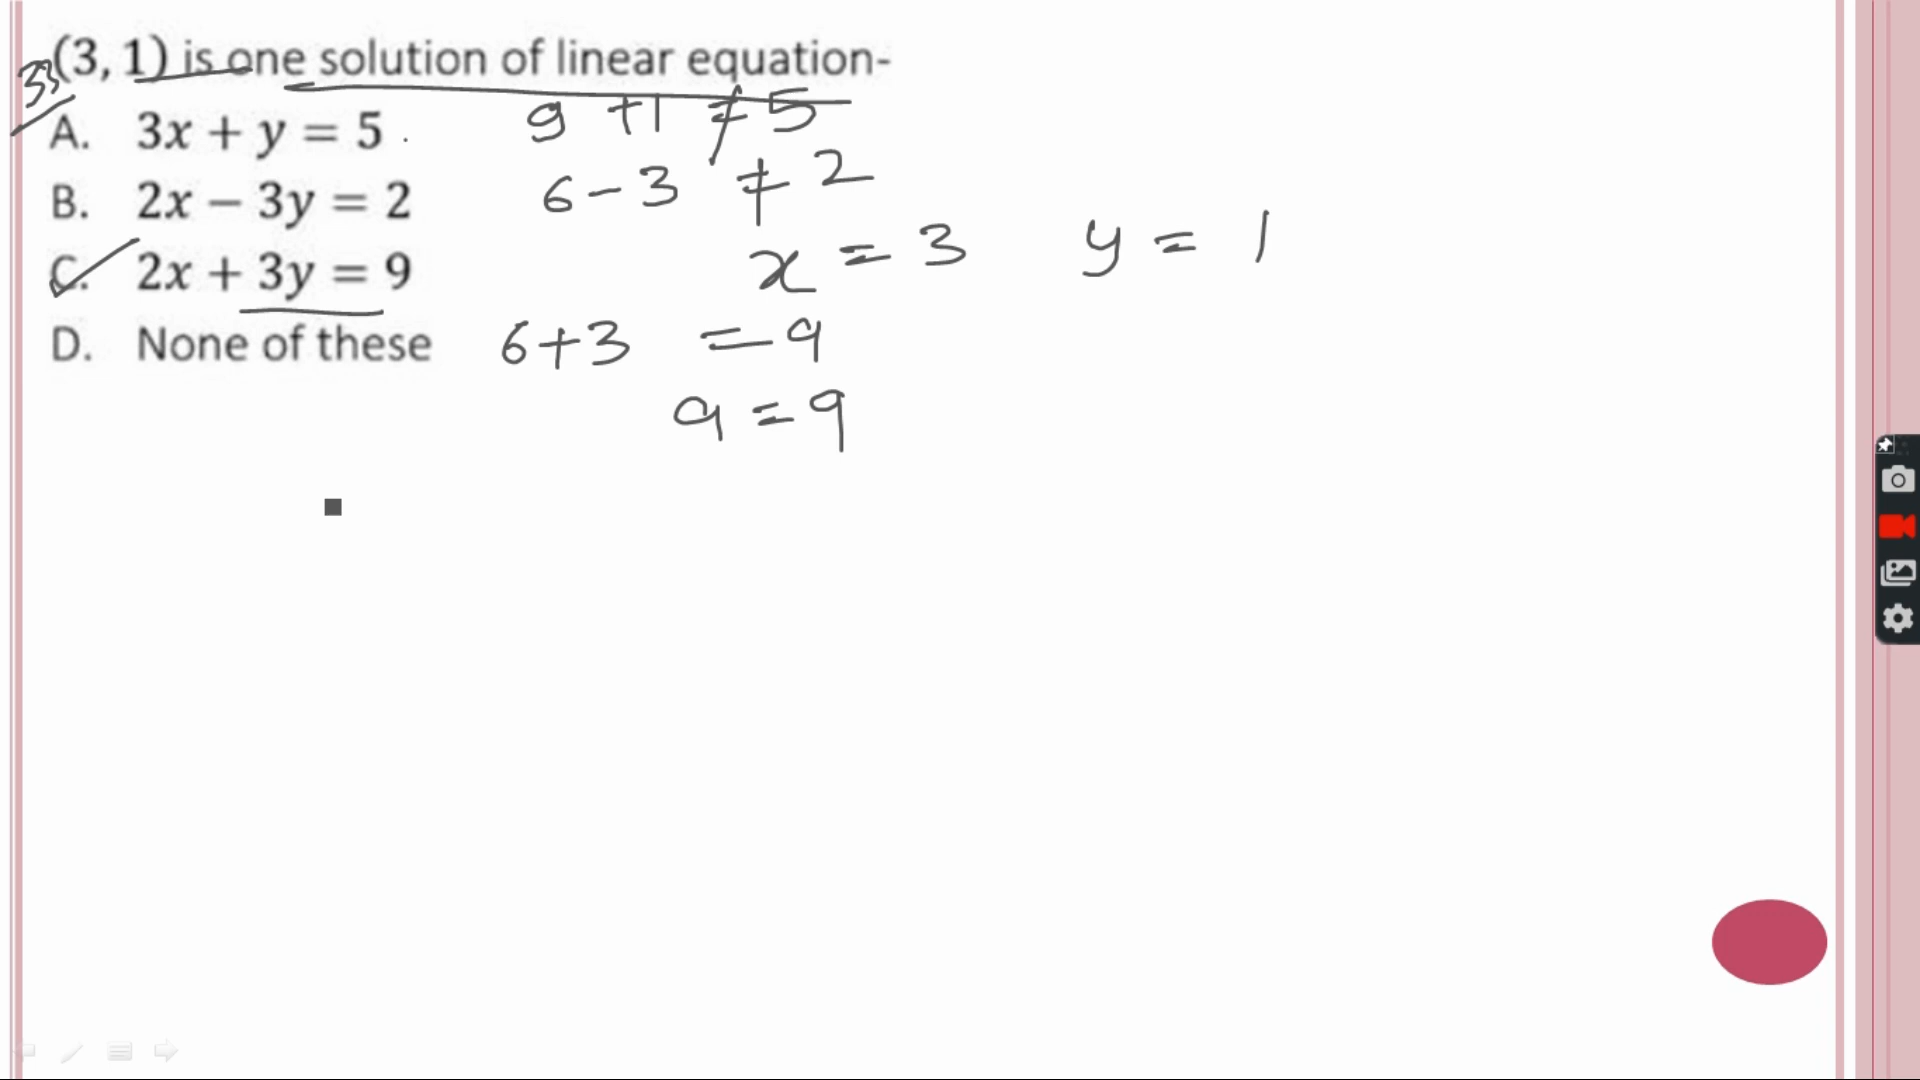 33 (3, 1) is one solution of linear equation-
A. 3x + y = 5 .
9 +1 ≠ 5
B. 2x − 3y = 2
6 − 3 ≠ 2
x = 3 y = 1
C. 2x + 3y = 9
D. None of these
6+3 = 9
9 = 9